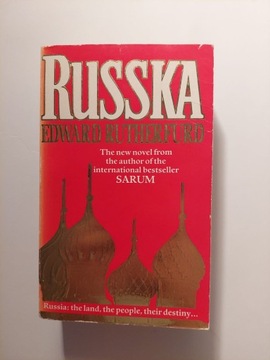 RUSSKA
EDWARD RUTHERFURD
The new novel from
the author of the
international bestseller
SARUM
Russia: the land, the people, their destiny...